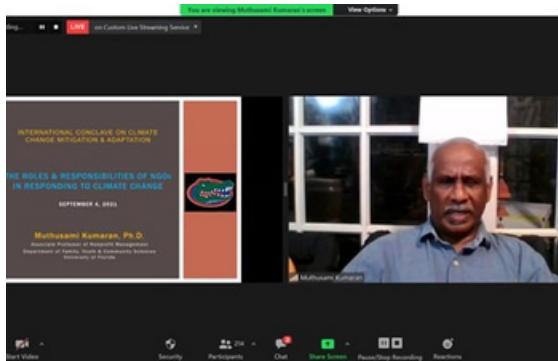 You are viewing Muthusami Kumaran's screen
View Options
LIVE
on Custom Live Streaming Service
INTERNATIONAL CONCLAVE ON CLIMATE
CHANGE MITIGATION & ADAPTATION
THE ROLES & RESPONSIBILITIES OF NGOs
IN RESPONDING TO CLIMATE CHANGE
SEPTEMBER 4, 2021
Gators
Muthusami Kumaran, Ph.D.
Associate Professor of Nonprofit Management
Department of Family, Youth & Community Sciences
University of Florida
Muthusami Kumaran
Start Video
Security
Participants
214
Chat
Share Screen
Pause/Stop Recording
Reactions